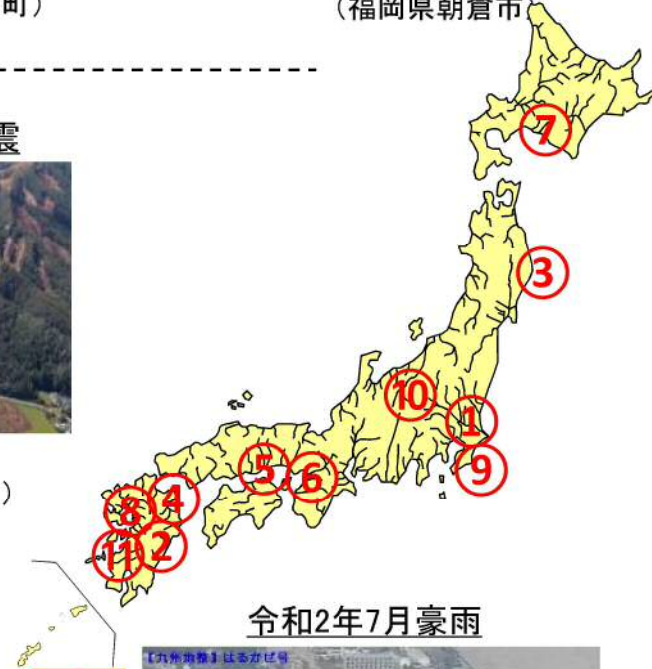 町）
（福岡県朝倉市
震
⑦
③
⑩
①
⑨
⑤
⑥
④
⑧
②
⑪
）
令和2年7月豪雨
【九州地整】はるかぜ号